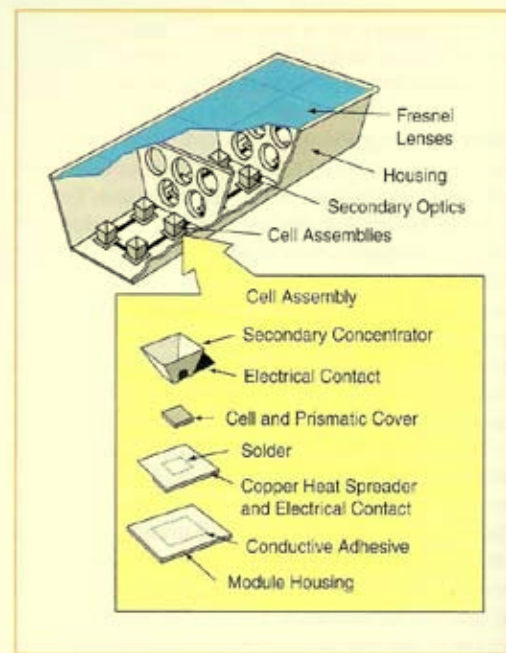 Fresnel
Lenses
Housing
Secondary Optics
Cell Assemblies
Cell Assembly
Secondary Concentrator
Electrical Contact
Cell and Prismatic Cover
Solder
Copper Heat Spreader
and Electrical Contact
Conductive Adhesive
Module Housing